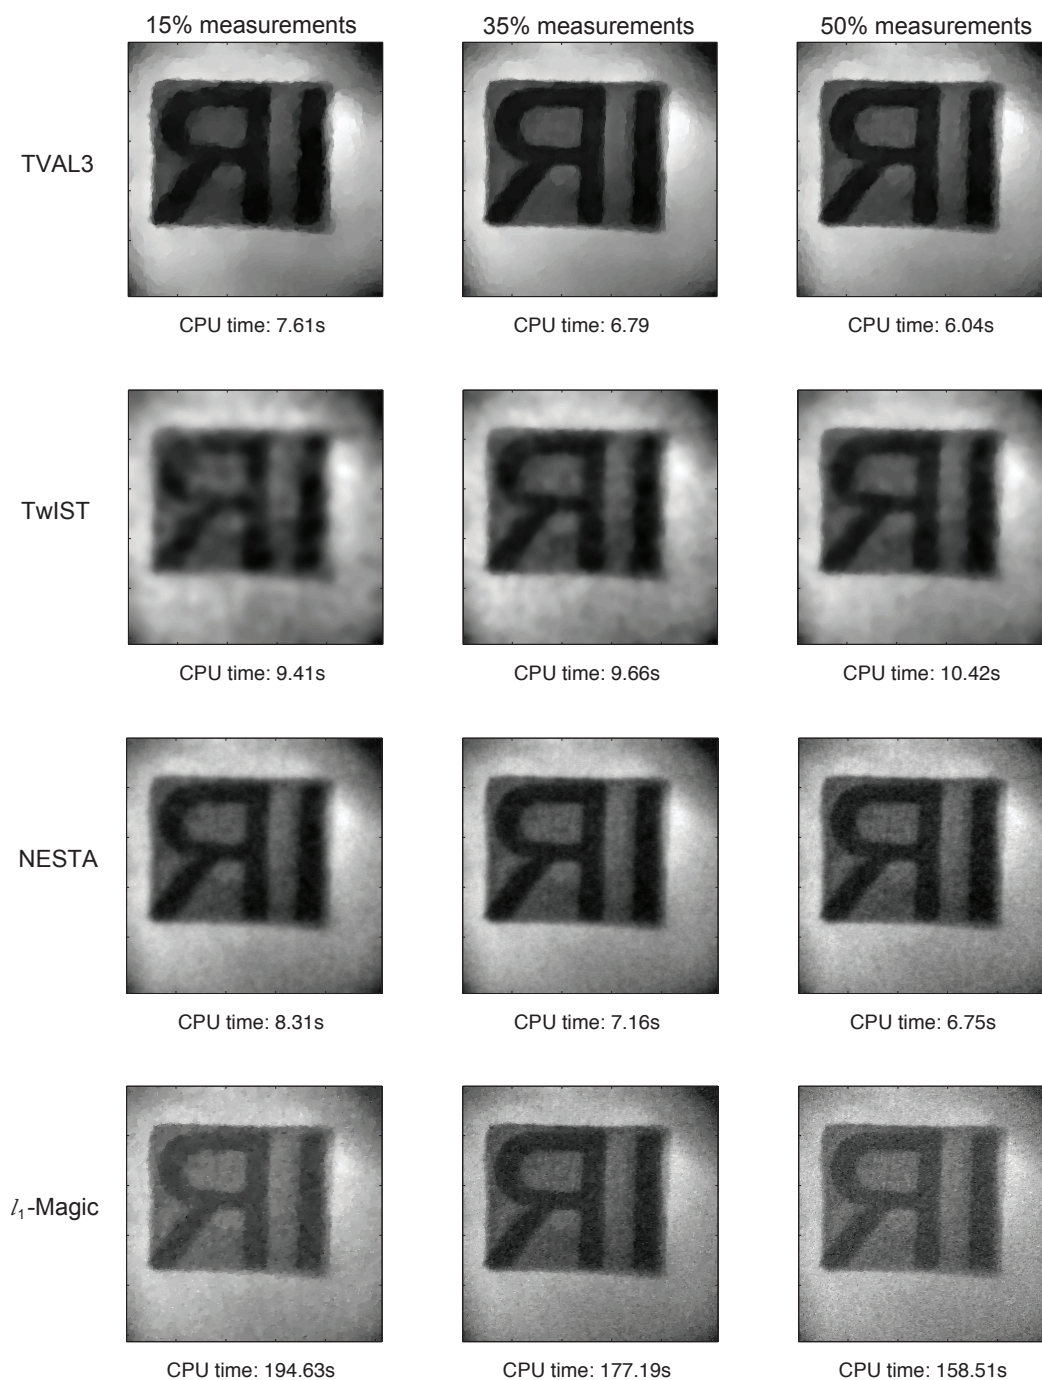 15% measurements 35% measurements 50% measurements
TVAL3
CPU time: 7.61s CPU time: 6.79 CPU time: 6.04s
TwIST
CPU time: 9.41s CPU time: 9.66s CPU time: 10.42s
NESTA
CPU time: 8.31s CPU time: 7.16s CPU time: 6.75s
l₁-Magic
CPU time: 194.63s CPU time: 177.19s CPU time: 158.51s